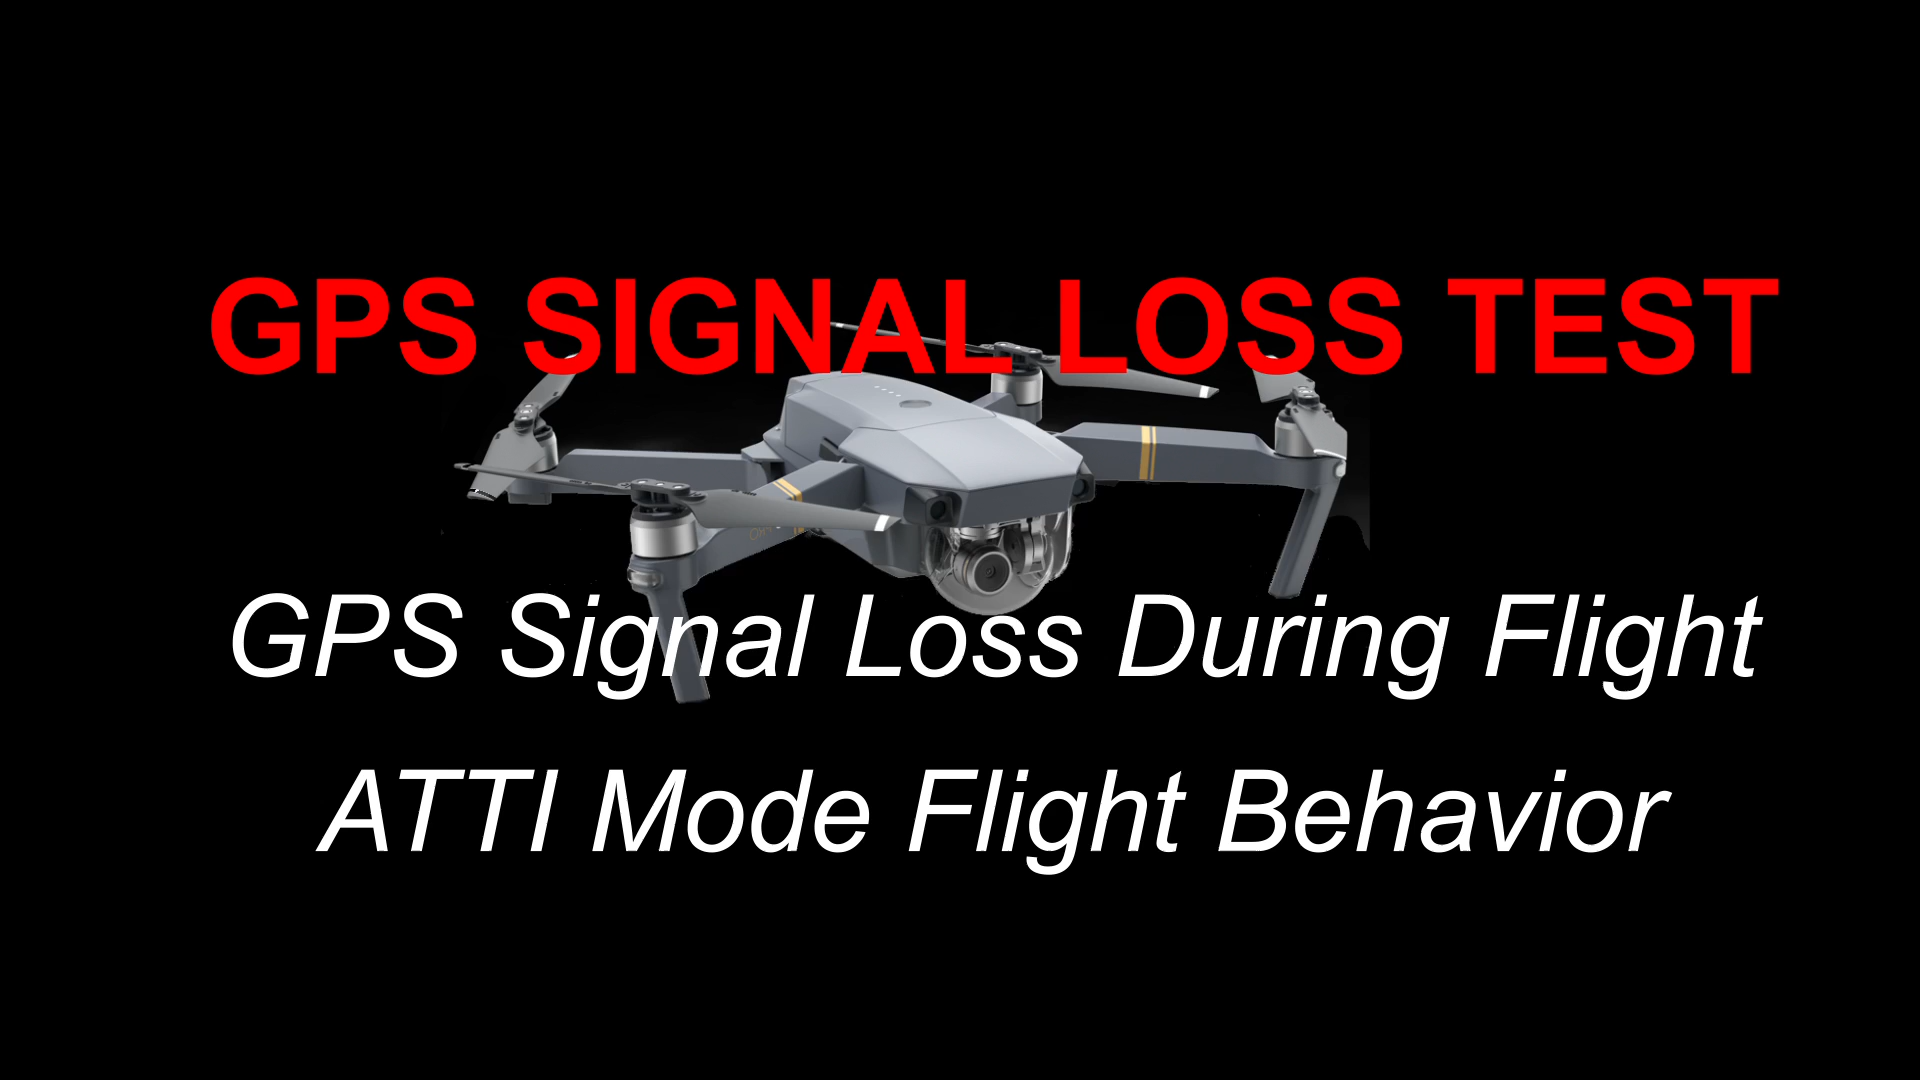 GPS SIGNAL LOSS TEST
GPS Signal Loss During Flight
ATTI Mode Flight Behavior